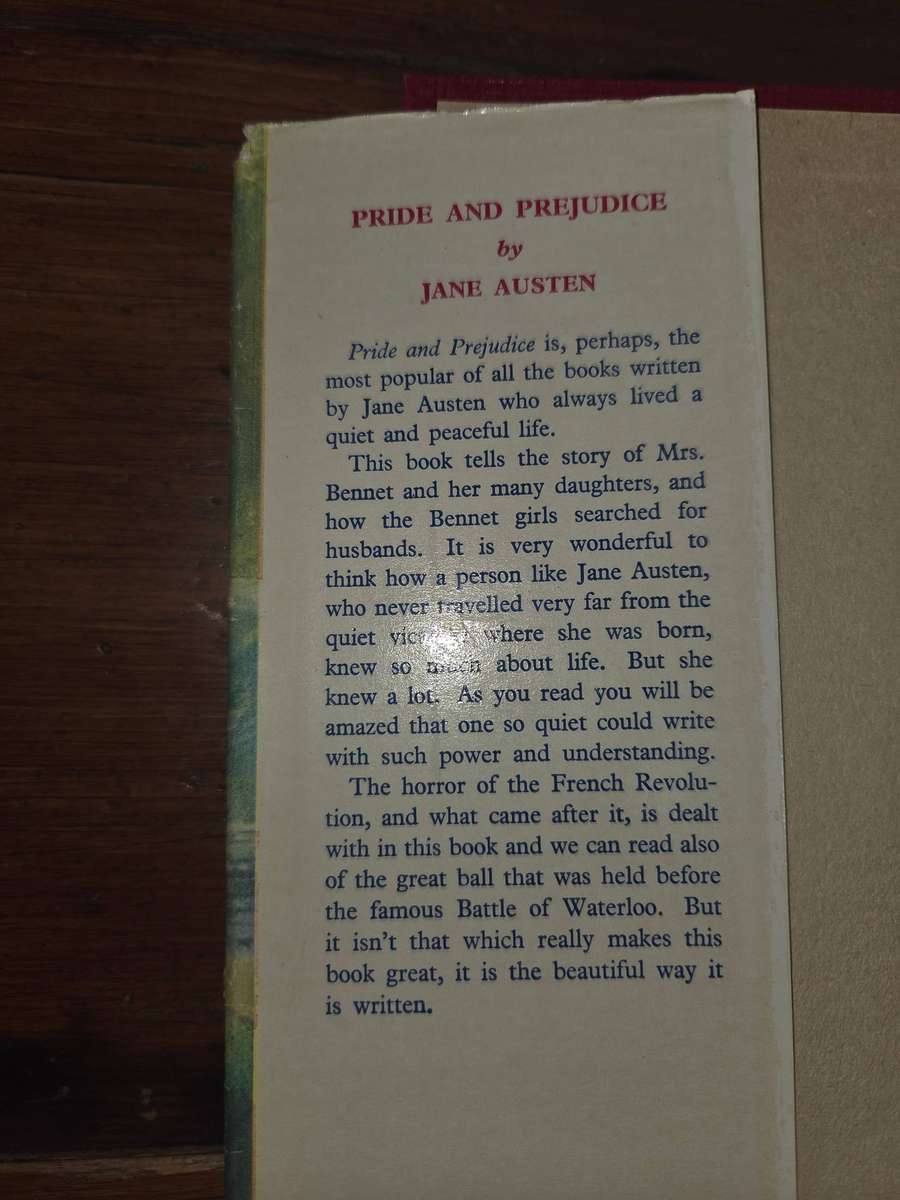 PRIDE AND PREJUDICE
by
JANE AUSTEN
Pride and Prejudice is, perhaps, the
most popular of all the books written
by Jane Austen who always lived a
quiet and peaceful life.
This book tells the story of Mrs.
Bennet and her many daughters, and
how the Bennet girls searched for
husbands. It is very wonderful to
think how a person like Jane Austen,
who never travelled very far from the
quiet where she was born,
knew so much about life. But she
knew a lot. As you read you will be
amazed that one so quiet could write
with such power and understanding.
The horror of the French Revolu-
tion, and what came after it, is dealt
with in this book and we can read also
of the great ball that was held before
the famous Battle of Waterloo. But
it isn't that which really makes this
book great, it is the beautiful way it
is written.